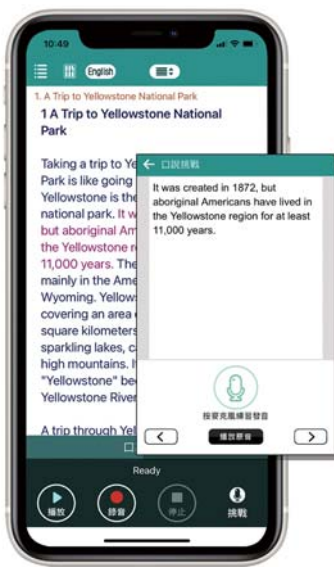 10:49
English
1. A Trip to Yellowstone National Park
1 A Trip to Yellowstone National
Park
Taking a trip to Ye
Park is like going
Yellowstone is the
national park. It w
but aboriginal Am
the Yellowstone r
11,000 years. The
mainly in the Ame
Wyoming. Yellow
covering an area
square kilometers
sparkling lakes, ca
high mountains. I
"Yellowstone" be
Yellowstone River
A trip through Yel
口
Ready
播放
錄音
停止
挑戰
口說挑戰
It was created in 1872, but
aboriginal Americans have lived in
the Yellowstone region for at least
11,000 years.
按麥克風練習發音
播放原音